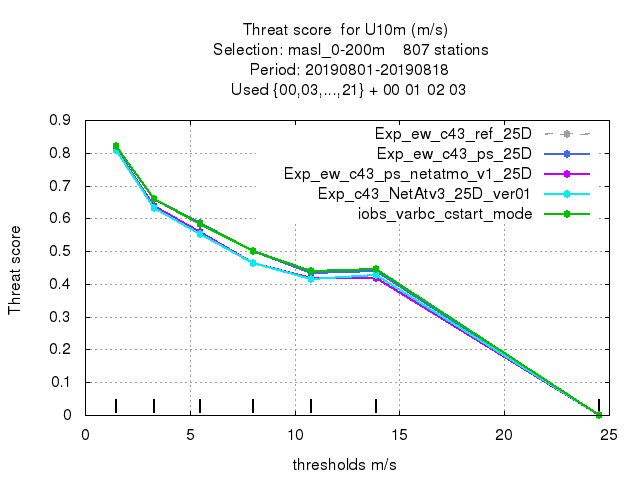 Threat score  for U10m (m/s)
Selection: masl_0-200m    807 stations
Period: 20190801-20190818
Used {00,03,...,21} + 00 01 02 03
Exp_ew_c43_ref_25D
Exp_ew_c43_ps_25D
Exp_ew_c43_ps_netatmo_v1_25D
Exp_c43_NetAtv3_25D_ver01
iobs_varbc_cstart_mode
Threat score
0.9
0.8
0.7
0.6
0.5
0.4
0.3
0.2
0.1
0
0 5 10 15 20 25
thresholds m/s